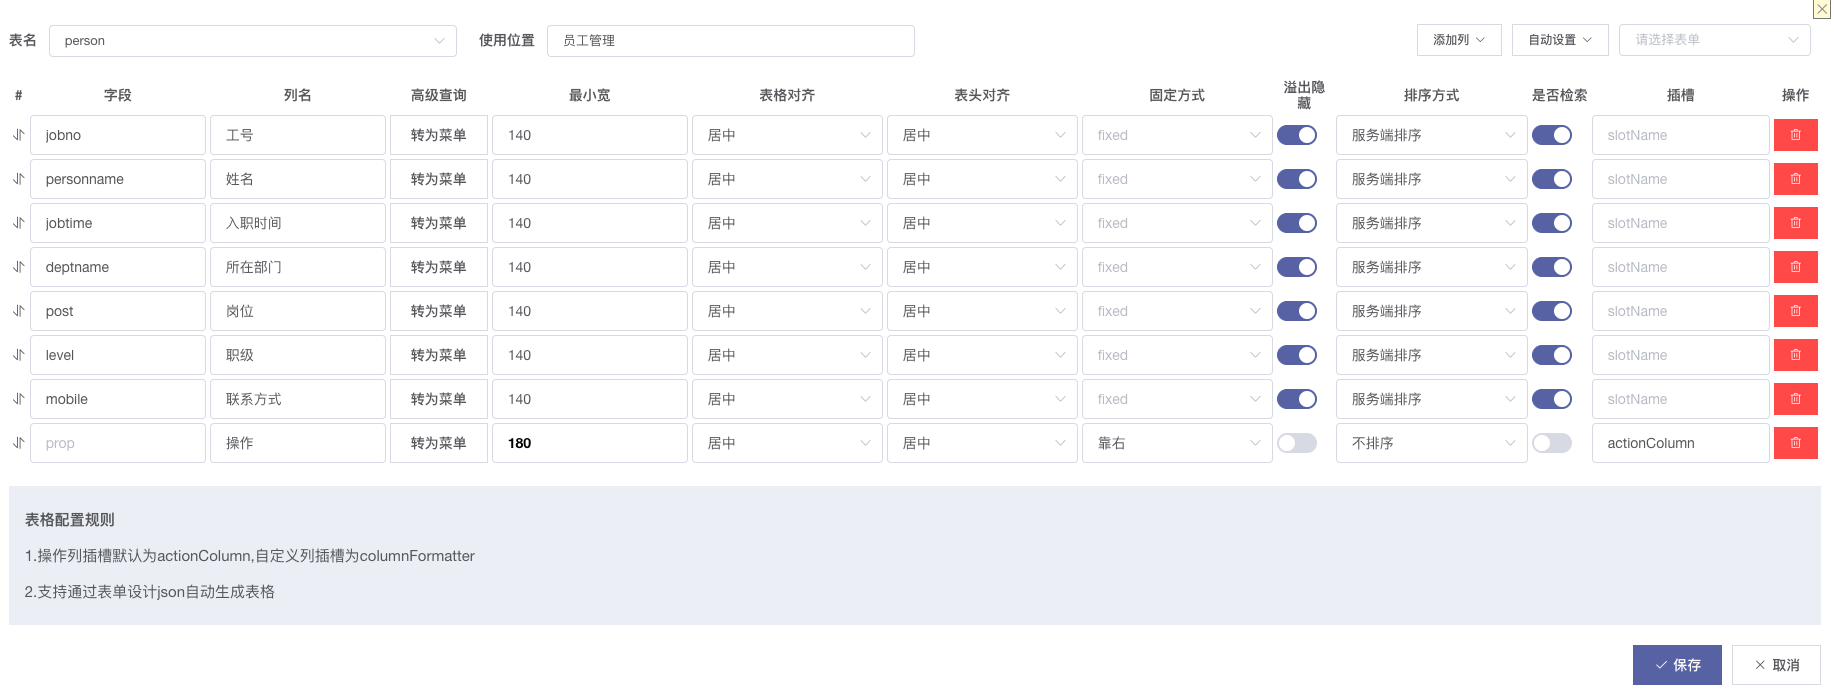 表名 person 使用位置 员工管理 添加列 自动设置 请选择表单
# 字段 列名 高级查询 最小宽 表格对齐 表头对齐 固定方式 溢出隐藏 排序方式 是否检索 插槽 操作
jobno 工号 转为菜单 140 居中 居中 fixed 服务端排序 slotName
personname 姓名 转为菜单 140 居中 居中 fixed 服务端排序 slotName
jobtime 入职时间 转为菜单 140 居中 居中 fixed 服务端排序 slotName
deptname 所在部门 转为菜单 140 居中 居中 fixed 服务端排序 slotName
post 岗位 转为菜单 140 居中 居中 fixed 服务端排序 slotName
level 职级 转为菜单 140 居中 居中 fixed 服务端排序 slotName
mobile 联系方式 转为菜单 140 居中 居中 fixed 服务端排序 slotName
prop 操作 转为菜单 180 居中 居中 靠右 不排序 actionColumn
表格配置规则
1.操作列插槽默认为actionColumn,自定义列插槽为columnFormatter
2.支持通过表单设计json自动生成表格
保存 取消